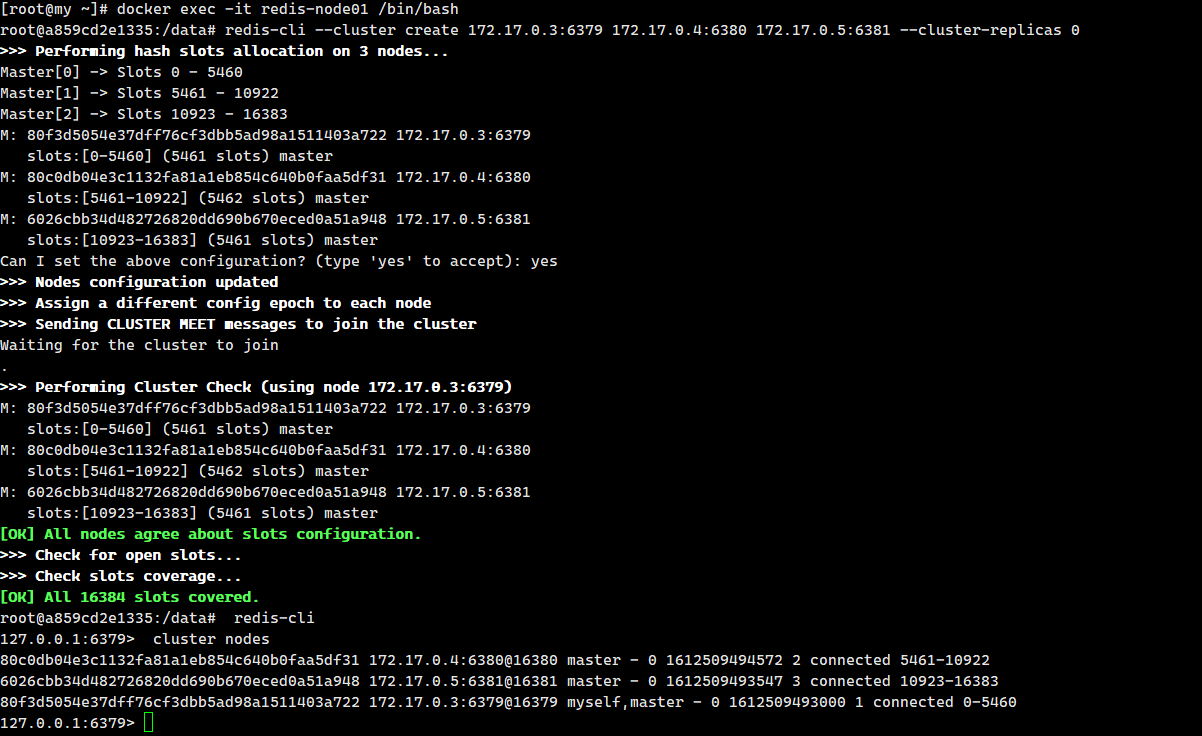 [root@my ~]# docker exec -it redis-node01 /bin/bash
root@a859cd2e1335:/data# redis-cli --cluster create 172.17.0.3:6379 172.17.0.4:6380 172.17.0.5:6381 --cluster-replicas 0
>>> Performing hash slots allocation on 3 nodes...
Master[0] -> Slots 0 - 5460
Master[1] -> Slots 5461 - 10922
Master[2] -> Slots 10923 - 16383
M: 80f3d5054e37dff76cf3dbb5ad98a1511403a722 172.17.0.3:6379
   slots:[0-5460] (5461 slots) master
M: 80c0db04e3c1132fa81a1eb854c640b0faa5df31 172.17.0.4:6380
   slots:[5461-10922] (5462 slots) master
M: 6026cbb34d482726820dd690b670eced0a51a948 172.17.0.5:6381
   slots:[10923-16383] (5461 slots) master
Can I set the above configuration? (type 'yes' to accept): yes
>>> Nodes configuration updated
>>> Assign a different config epoch to each node
>>> Sending CLUSTER MEET messages to join the cluster
Waiting for the cluster to join
.
>>> Performing Cluster Check (using node 172.17.0.3:6379)
M: 80f3d5054e37dff76cf3dbb5ad98a1511403a722 172.17.0.3:6379
   slots:[0-5460] (5461 slots) master
M: 80c0db04e3c1132fa81a1eb854c640b0faa5df31 172.17.0.4:6380
   slots:[5461-10922] (5462 slots) master
M: 6026cbb34d482726820dd690b670eced0a51a948 172.17.0.5:6381
   slots:[10923-16383] (5461 slots) master
[OK] All nodes agree about slots configuration.
>>> Check for open slots...
>>> Check slots coverage...
[OK] All 16384 slots covered.
root@a859cd2e1335:/data#  redis-cli
127.0.0.1:6379>  cluster nodes
80c0db04e3c1132fa81a1eb854c640b0faa5df31 172.17.0.4:6380@16380 master - 0 1612509494572 2 connected 5461-10922
6026cbb34d482726820dd690b670eced0a51a948 172.17.0.5:6381@16381 master - 0 1612509493547 3 connected 10923-16383
80f3d5054e37dff76cf3dbb5ad98a1511403a722 172.17.0.3:6379@16379 myself,master - 0 1612509493000 1 connected 0-5460
127.0.0.1:6379>